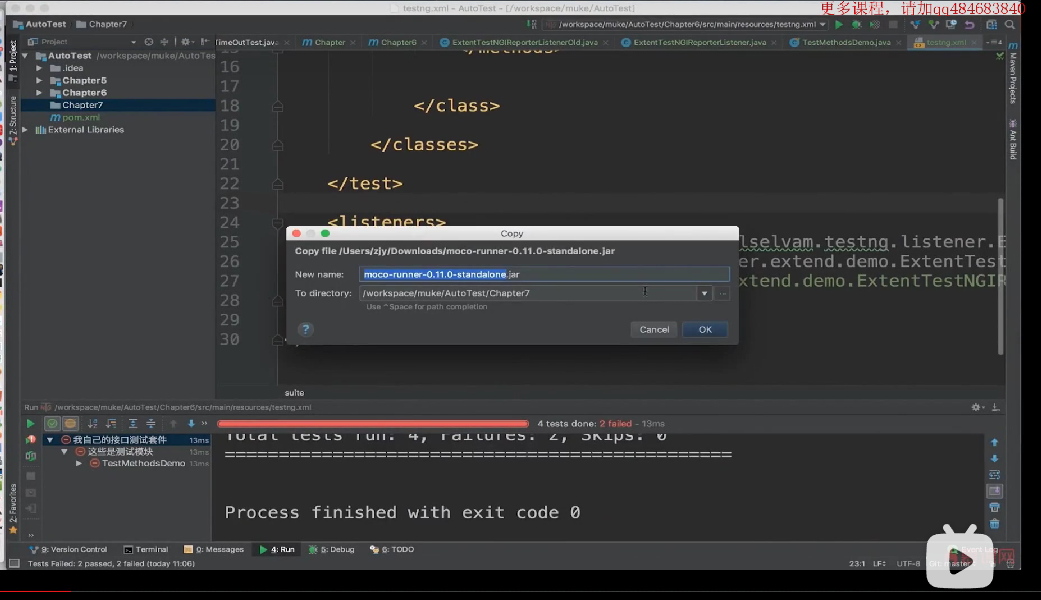 更多课程，请加qq484683840
testng.xml - AutoTest - [/workspace/muke/AutoTest]
AutoTest Chapter7
/workspace/muke/AutoTest/Chapter6/src/main/resources/testng.xml
Project
TimeOutTest.java Chapter Chapter6 ExtentTestNGIReporterListenerOld.java ExtentTestNGIReporterListener.java TestMethodsDemo.java testng.xml
1: Project
7: Structure
2: Favorites
Maven Projects
Ant Build
AutoTest /workspace/muke/AutoTes
.idea
Chapter5
Chapter6
Chapter7
pom.xml
External Libraries
16
17
18 </class>
19
20 </classes>
21
22 </test>
23
24 <listeners>
25 lselvam.testng.listener.E
26 er.extend.demo.ExtentTest
27 xtend.demo.ExtentTestNGIR
28
29
30
suite
Copy
Copy file /Users/zjy/Downloads/moco-runner-0.11.0-standalone.jar
New name: moco-runner-0.11.0-standalone.jar
To directory: /workspace/muke/AutoTest/Chapter7
Use ^Space for path completion
? Cancel OK
Run /workspace/muke/AutoTest/Chapter6/src/main/resources/testng.xml
4 tests done: 2 failed - 13ms
我自己的接口测试套件 13ms
这些是测试模块 13ms
TestMethodsDemo 13ms
Total tests run: 4, Failures: 2, Skips: 0
===============================================
Process finished with exit code 0
9: Version Control Terminal 0: Messages 4: Run 5: Debug 6: TODO
Tests Failed: 2 passed, 2 failed (today 11:06)
23:1 LF: UTF-8